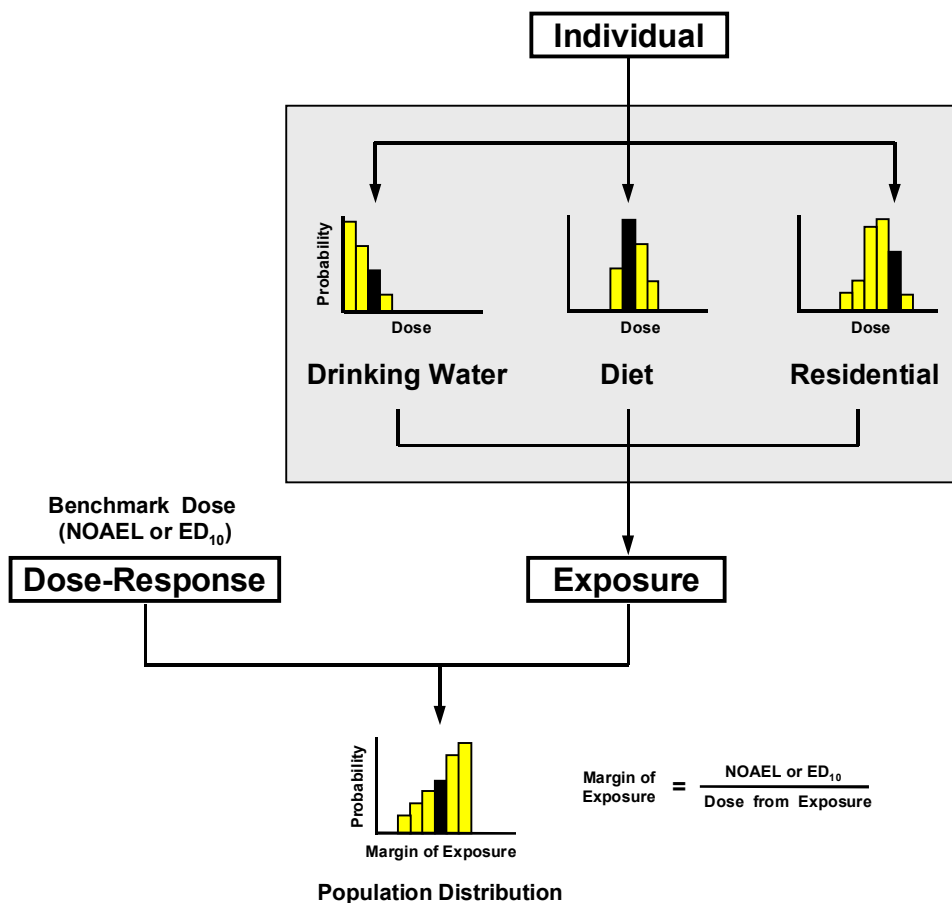 Individual
Probability
Dose
Dose
Dose
Drinking Water
Diet
Residential
Benchmark Dose
(NOAEL or ED₁₀)
Dose-Response
Exposure
Probability
Margin of Exposure
Population Distribution
Margin of
Exposure
=
NOAEL or ED₁₀
Dose from Exposure